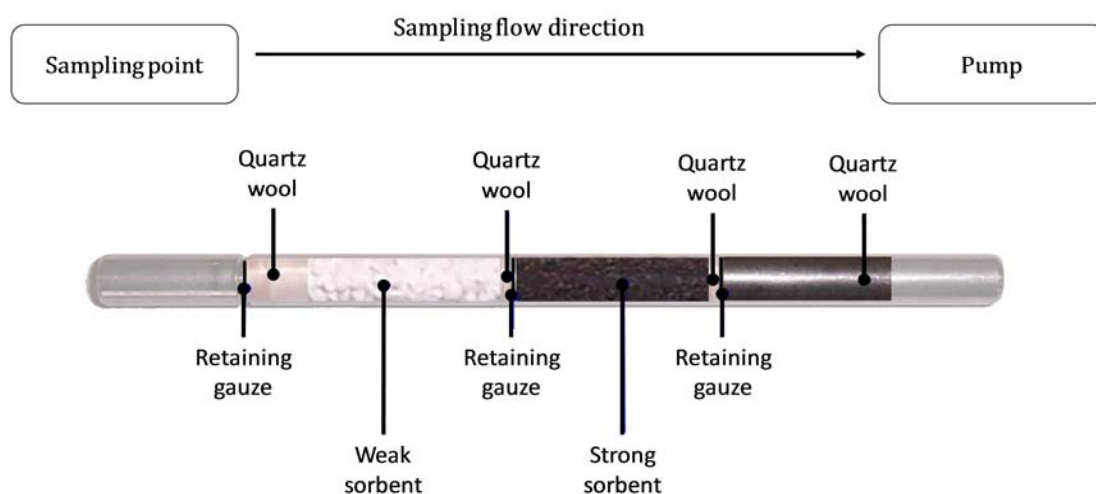 Sampling flow direction
Sampling point
Pump
Quartz
wool
Quartz
wool
Quartz
wool
Quartz
wool
Retaining
gauze
Retaining
gauze
Retaining
gauze
Weak
sorbent
Strong
sorbent